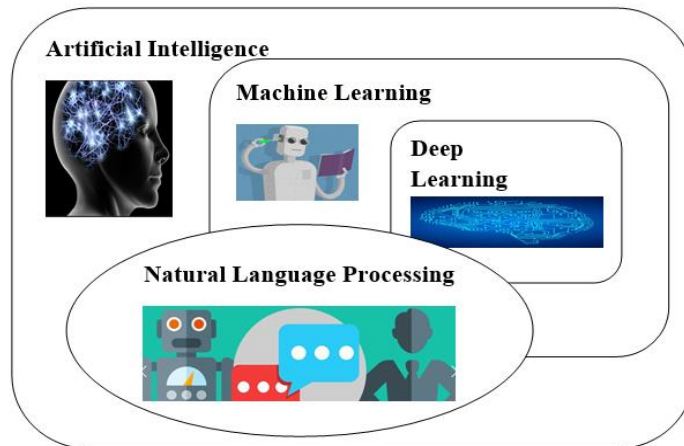 Artificial Intelligence
Machine Learning
Deep
Learning
Natural Language Processing